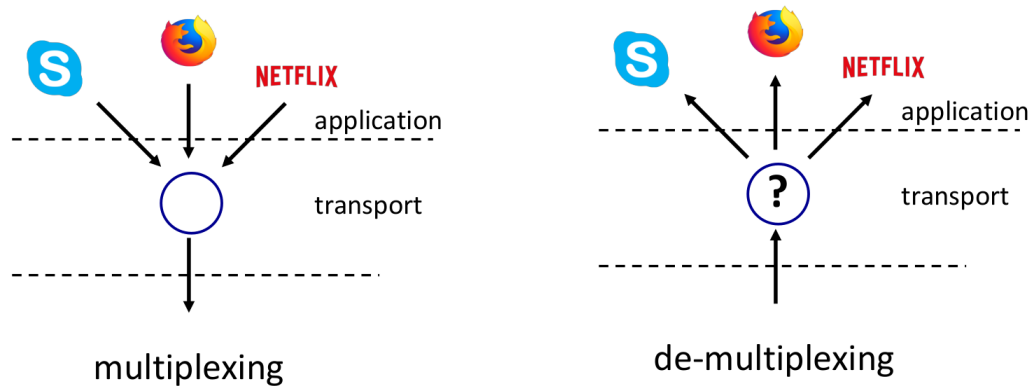 S
NETFLIX
application
transport
multiplexing
S
NETFLIX
application
?
transport
de-multiplexing